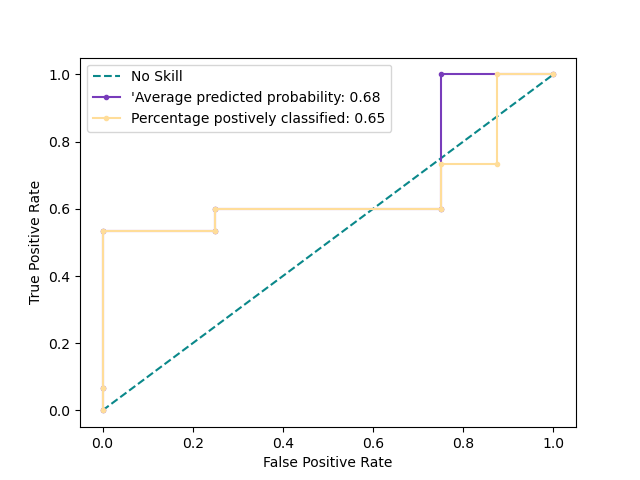 No Skill
'Average predicted probability: 0.68
Percentage postively classified: 0.65
1.0
0.8
0.6
0.4
0.2
0.0
True Positive Rate
0.0 0.2 0.4 0.6 0.8 1.0
False Positive Rate